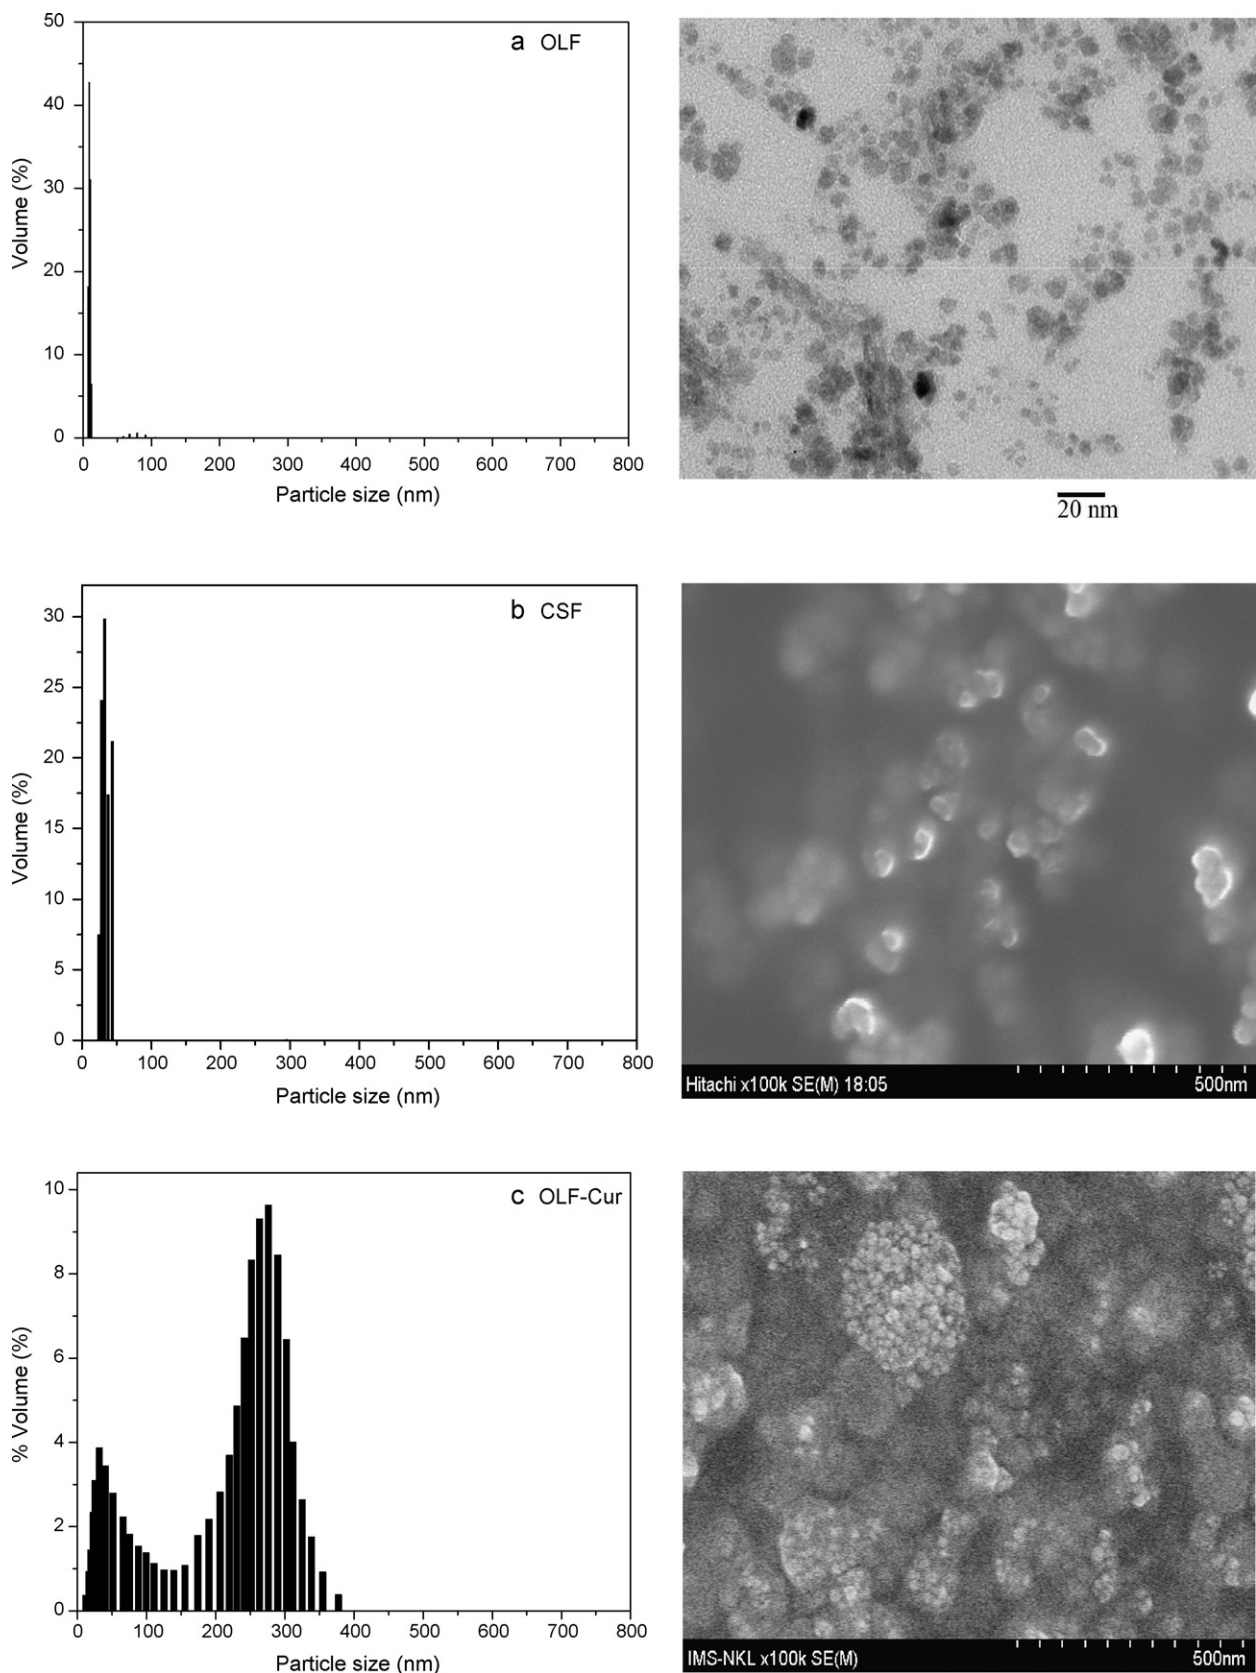 a OLF
50
40
30
20
10
0
Volume (%)
0 100 200 300 400 500 600 700 800
Particle size (nm)
20 nm
b CSF
30
25
20
15
10
5
0
Volume (%)
0 100 200 300 400 500 600 700 800
Particle size (nm)
Hitachi x100k SE(M) 18:05 500nm
c OLF-Cur
10
8
6
4
2
0
% Volume (%)
0 100 200 300 400 500 600 700 800
Particle size (nm)
IMS-NKL x100k SE(M) 500nm